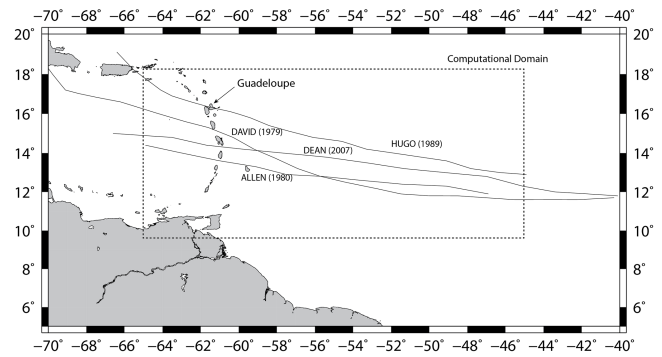 −70° −68° −66° −64° −62° −60° −58° −56° −54° −52° −50° −48° −46° −44° −42° −40°
20° 20°
Computational Domain
18° 18°
Guadeloupe
16° 16°
DAVID (1979)
HUGO (1989)
DEAN (2007)
14° 14°
ALLEN (1980)
12° 12°
10° 10°
8° 8°
6° 6°
−70° −68° −66° −64° −62° −60° −58° −56° −54° −52° −50° −48° −46° −44° −42° −40°